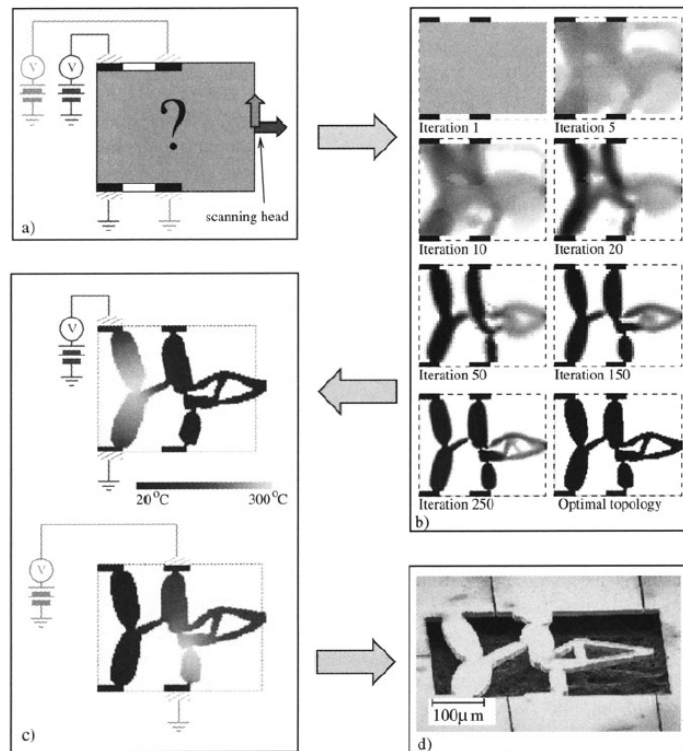 V
V
?
scanning head
a)
Iteration 1
Iteration 5
Iteration 10
Iteration 20
Iteration 50
Iteration 150
Iteration 250
Optimal topology
b)
V
20°C
300°C
V
c)
100μm
d)